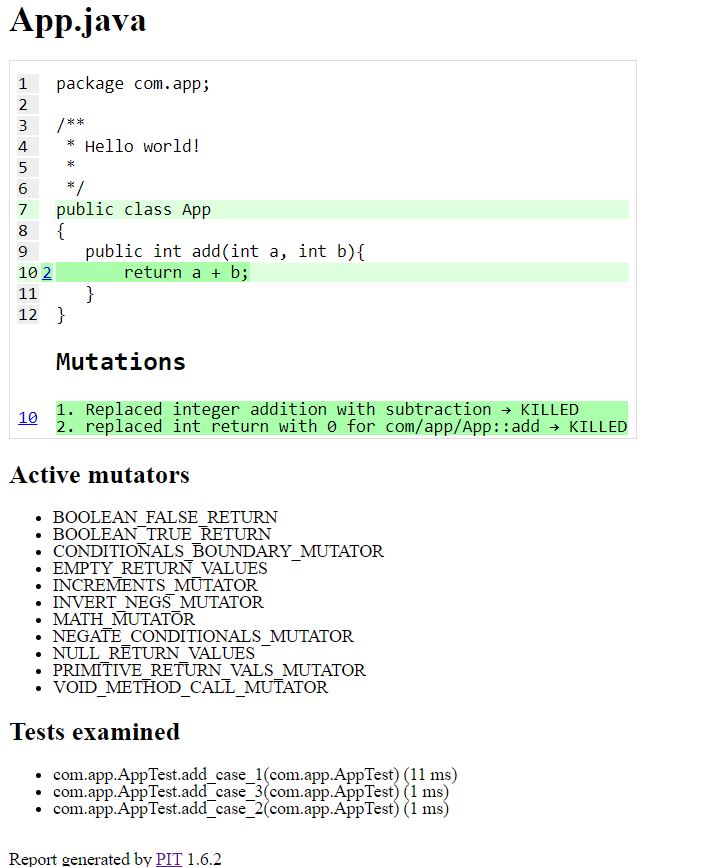 App.java
1 package com.app;
2
3 /**
4 * Hello world!
5 *
6 */
7 public class App
8 {
9 public int add(int a, int b){
10 2 return a + b;
11 }
12 }
Mutations
10 1. Replaced integer addition with subtraction → KILLED
2. replaced int return with 0 for com/app/App::add → KILLED
Active mutators
• BOOLEAN_FALSE_RETURN
• BOOLEAN_TRUE_RETURN
• CONDITIONALS_BOUNDARY_MUTATOR
• EMPTY_RETURN_VALUES
• INCREMENTS_MUTATOR
• INVERT_NEGS_MUTATOR
• MATH_MUTATOR
• NEGATE_CONDITIONALS_MUTATOR
• NULL_RETURN_VALUES
• PRIMITIVE_RETURN_VALS_MUTATOR
• VOID_METHOD_CALL_MUTATOR
Tests examined
• com.app.AppTest.add_case_1(com.app.AppTest) (11 ms)
• com.app.AppTest.add_case_3(com.app.AppTest) (1 ms)
• com.app.AppTest.add_case_2(com.app.AppTest) (1 ms)
Report generated by PIT 1.6.2